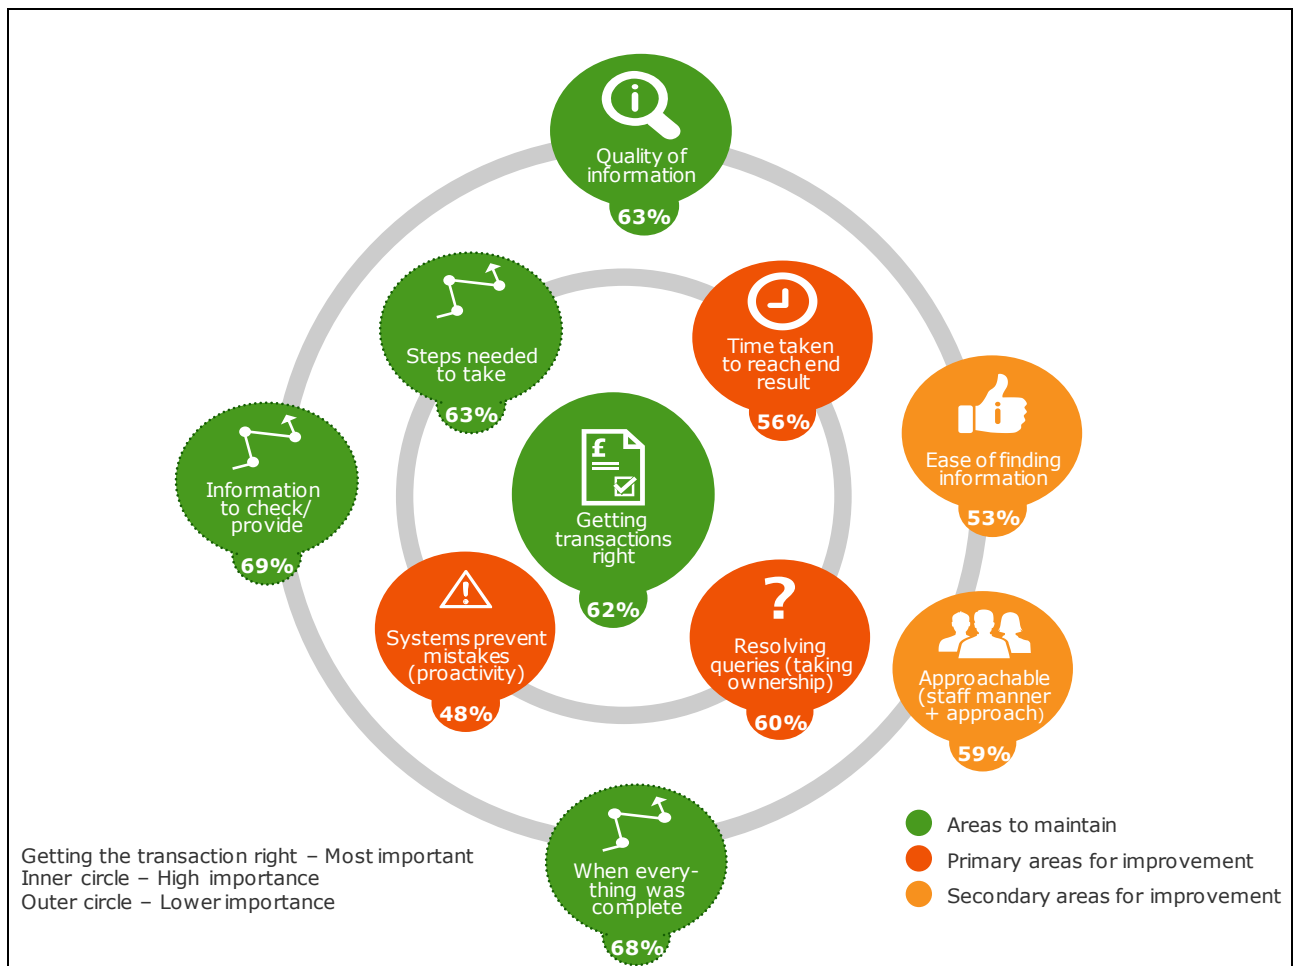 Quality of
information
63%
Steps needed
to take
63%
Time taken
to reach end
result
56%
Ease of finding
information
53%
Information
to check/
provide
69%
£
Getting
transactions
right
62%
Systems prevent
mistakes
(proactivity)
48%
?
Resolving
queries (taking
ownership)
60%
Approachable
(staff manner
+ approach)
59%
When every-
thing was
complete
68%
Getting the transaction right – Most important
Inner circle – High importance
Outer circle – Lower importance
Areas to maintain
Primary areas for improvement
Secondary areas for improvement